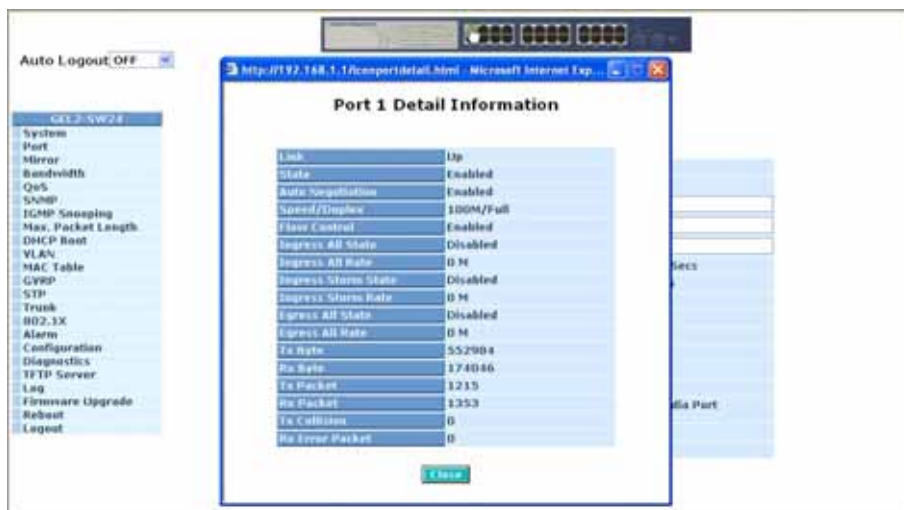 Auto Logout OFF
http://192.168.1.1/iconportdetail.html - Microsoft Internet Exp...
Port 1 Detail Information
GEL2-SW24
System
Port
Mirror
Bandwidth
QoS
SNMP
IGMP Snooping
Max. Packet Length
DHCP Boot
VLAN
MAC Table
GVRP
STP
Trunk
802.1X
Alarm
Configuration
Diagnostics
TFTP Server
Log
Firmware Upgrade
Reboot
Logout
Link Up
State Enabled
Auto Negotiation Enabled
Speed/Duplex 100M/Full
Flow Control Enabled
Ingress All State Disabled
Ingress All Rate 0 M
Ingress Storm State Disabled
Ingress Storm Rate 0 M
Egress All State Disabled
Egress All Rate 0 M
Tx Byte 552984
Rx Byte 174046
Tx Packet 1215
Rx Packet 1353
Tx Collision 0
Rx Error Packet 0
Close
Secs
dia Port